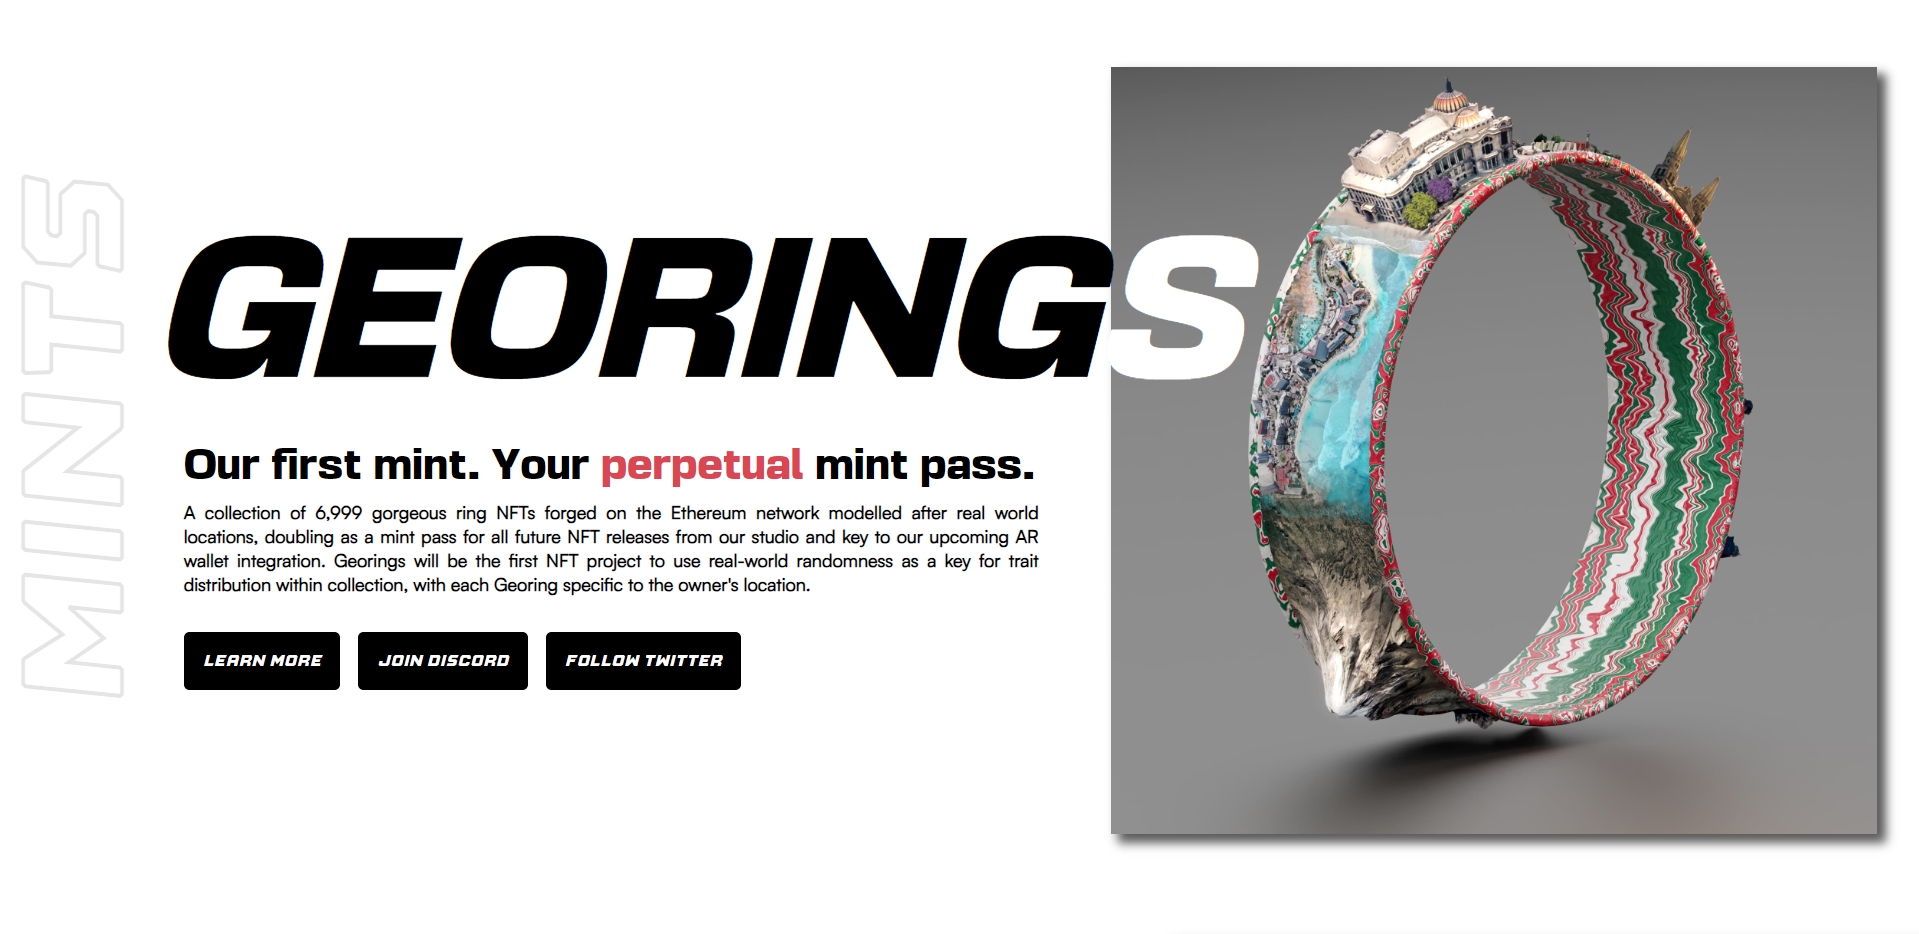 MINTS
GEORINGS
Our first mint. Your perpetual mint pass.
A collection of 6,999 gorgeous ring NFTs forged on the Ethereum network modelled after real world
locations, doubling as a mint pass for all future NFT releases from our studio and key to our upcoming AR
wallet integration. Georings will be the first NFT project to use real-world randomness as a key for trait
distribution within collection, with each Georing specific to the owner's location.
LEARN MORE
JOIN DISCORD
FOLLOW TWITTER